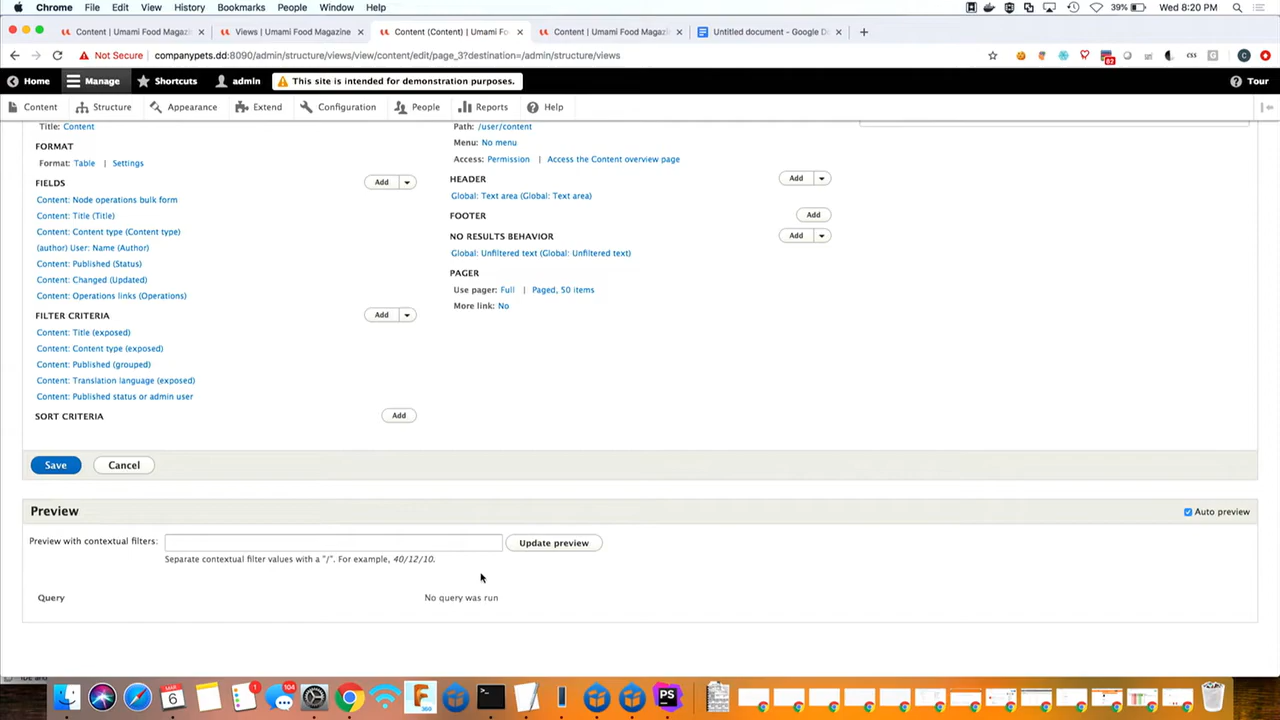 Chrome File Edit View History Bookmarks People Window Help 39% Wed 8:20 PM
Content | Umami Food Magazin Views | Umami Food Magazine Content (Content) | Umami Fo Content | Umami Food Magazin Untitled document - Google D
Not Secure companypets.dd:8090/admin/structure/views/view/content/edit/page_3?destination=/admin/structure/views
Home Manage Shortcuts admin This site is intended for demonstration purposes. Tour
Content Structure Appearance Extend Configuration People Reports Help
Title: Content
Path: /user/content
FORMAT
Menu: No menu
Format: Table | Settings
Access: Permission | Access the Content overview page
FIELDS Add
HEADER Add
Content: Node operations bulk form
Global: Text area (Global: Text area)
Content: Title (Title)
FOOTER Add
Content: Content type (Content type)
NO RESULTS BEHAVIOR Add
(author) User: Name (Author)
Global: Unfiltered text (Global: Unfiltered text)
Content: Published (Status)
PAGER
Content: Changed (Updated)
Use pager: Full | Paged, 50 items
Content: Operations links (Operations)
More link: No
FILTER CRITERIA Add
Content: Title (exposed)
Content: Content type (exposed)
Content: Published (grouped)
Content: Translation language (exposed)
Content: Published status or admin user
SORT CRITERIA Add
Save Cancel
Preview Auto preview
Preview with contextual filters: Update preview
Separate contextual filter values with a "/". For example, 40/12/10.
Query No query was run